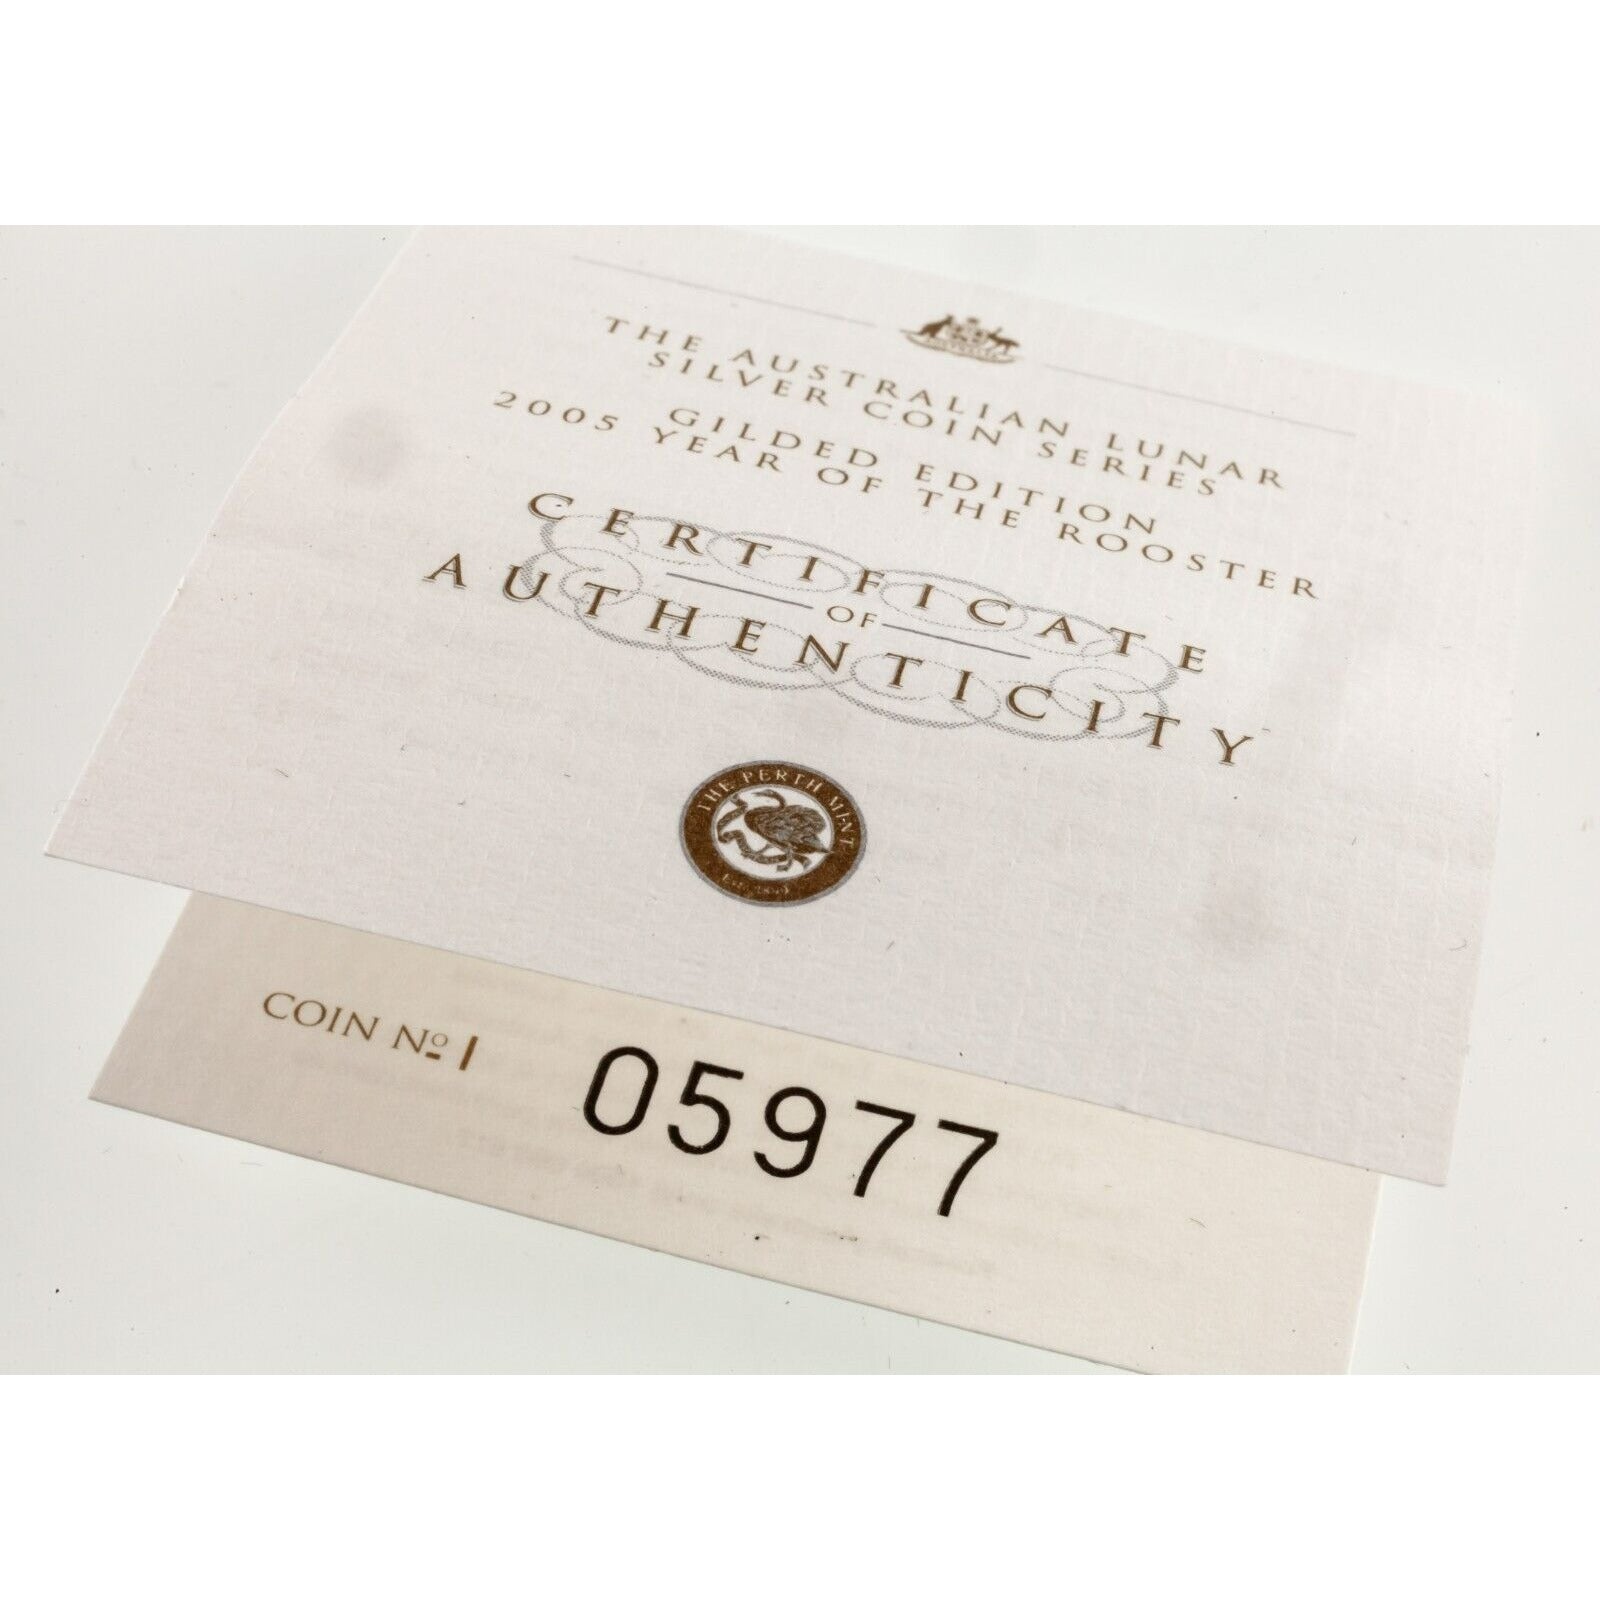 THE AUSTRALIAN LUNAR
SILVER COIN SERIES
GILDED EDITION
2005 YEAR OF THE ROOSTER
CERTIFICATE
OF
AUTHENTICITY
THE PERTH MINT
COIN Nº 1
05977